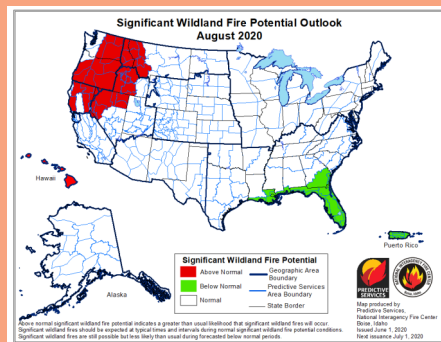 Significant Wildland Fire Potential Outlook
August 2020
Hawaii
Alaska
Puerto Rico
Significant Wildland Fire Potential
Above Normal
Below Normal
Normal
Geographic Area
Boundary
Predictive Services
Area Boundary
State Border
PREDICTIVE
SERVICES
NATIONAL INTERAGENCY FIRE CENTER
Map produced by
Predictive Services,
National Interagency Fire Center
Boise, Idaho
Issued June 1, 2020
Next issuance July 1, 2020
Above normal significant wildland fire potential indicates a greater than usual likelihood that significant wildland fires will occur.
Significant wildland fires should be expected at typical times and intervals during normal significant wildland fire potential conditions.
Significant wildland fires are still possible but less likely than usual during forecasted below normal periods.